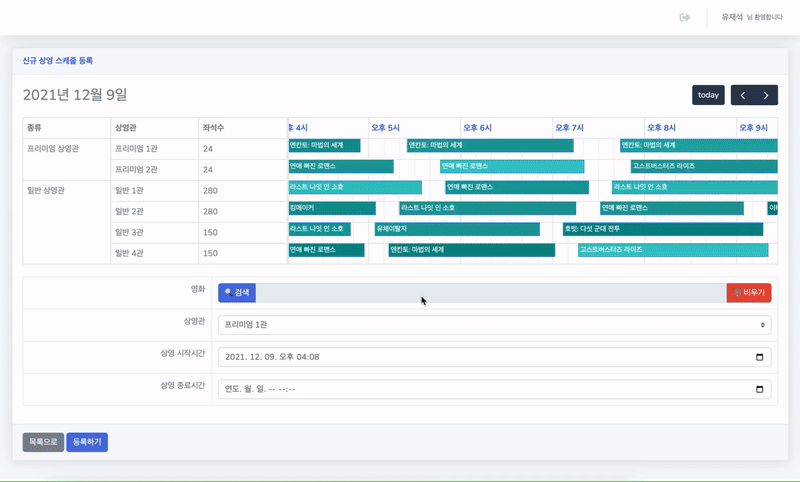 유재석 님 환영합니다
신규 상영 스케줄 등록
2021년 12월 9일
today
종류 상영관 좌석수 후 4시 오후 5시 오후 6시 오후 7시 오후 8시 오후 9시
프리미엄 상영관 프리미엄 1관 24 엔칸토: 마법의 세계 엔칸토: 마법의 세계 엔칸토: 마법의 세계
프리미엄 2관 24 연애 빠진 로맨스 연애 빠진 로맨스 고스트버스터즈 라이즈
일반 상영관 일반 1관 280 라스트 나잇 인 소호 연애 빠진 로맨스 라스트 나잇 인 소호
일반 2관 280 킹메이커 라스트 나잇 인 소호 연애 빠진 로맨스
일반 3관 150 라스트 나잇 인 소호 유체이탈자 호빗: 다섯 군대 전투
일반 4관 150 연애 빠진 로맨스 엔칸토: 마법의 세계 고스트버스터즈 라이즈
영화 검색 비우기
상영관 프리미엄 1관
상영 시작시간 2021. 12. 09. 오후 04:08
상영 종료시간 연도. 월. 일. -- --:--
목록으로 등록하기